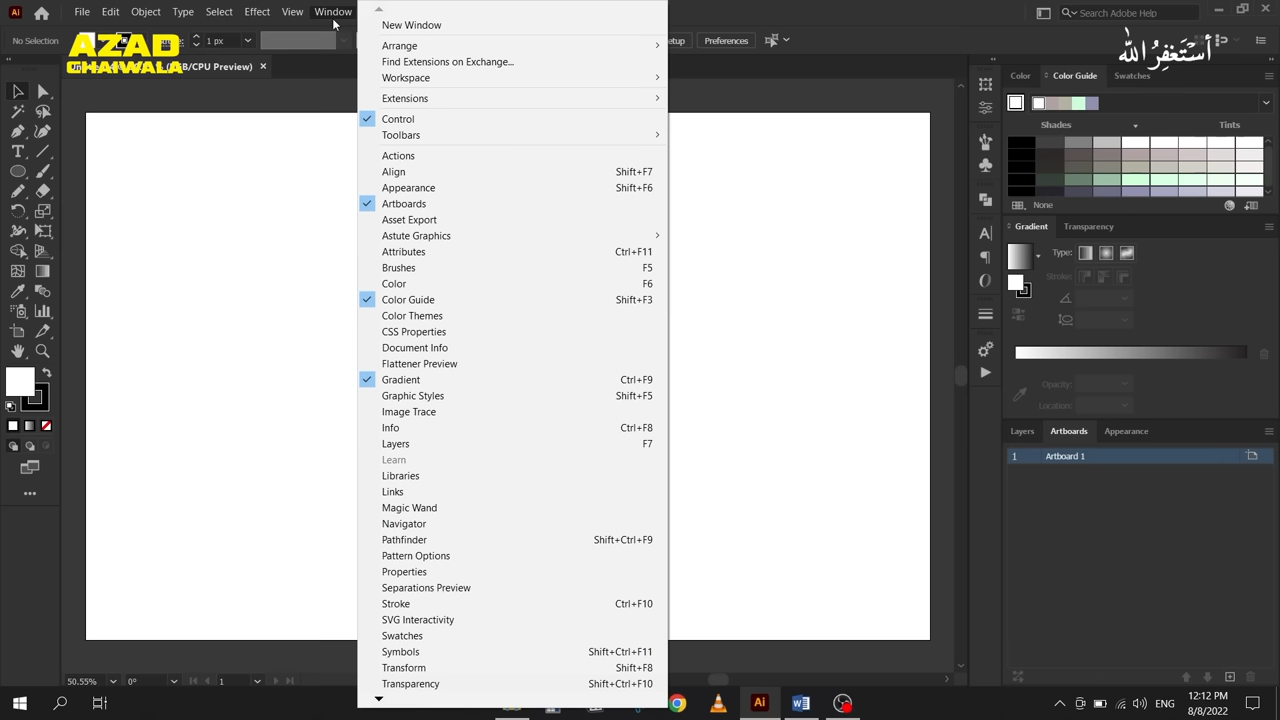 File Edit Object Type Select Effect View Window
No Selection
1 px
Preferences
AZAD
CHAIWALA
أستغفر الله
New Window
Arrange
Find Extensions on Exchange...
Workspace
Extensions
Control
Toolbars
Actions
Align Shift+F7
Appearance Shift+F6
Artboards
Asset Export
Astute Graphics
Attributes Ctrl+F11
Brushes F5
Color F6
Color Guide Shift+F3
Color Themes
CSS Properties
Document Info
Flattener Preview
Gradient Ctrl+F9
Graphic Styles Shift+F5
Image Trace
Info Ctrl+F8
Layers F7
Learn
Libraries
Links
Magic Wand
Navigator
Pathfinder Shift+Ctrl+F9
Pattern Options
Properties
Separations Preview
Stroke Ctrl+F10
SVG Interactivity
Swatches
Symbols Shift+Ctrl+F11
Transform Shift+F8
Transparency Shift+Ctrl+F10
Color Color Guide Swatches
Shades Tints
None
Gradient Transparency
Type:
Stroke:
Opacity:
Location:
Layers Artboards Appearance
1 Artboard 1
50.55% 0° 1
Ai
ENG
12:12 PM
8/8/2022